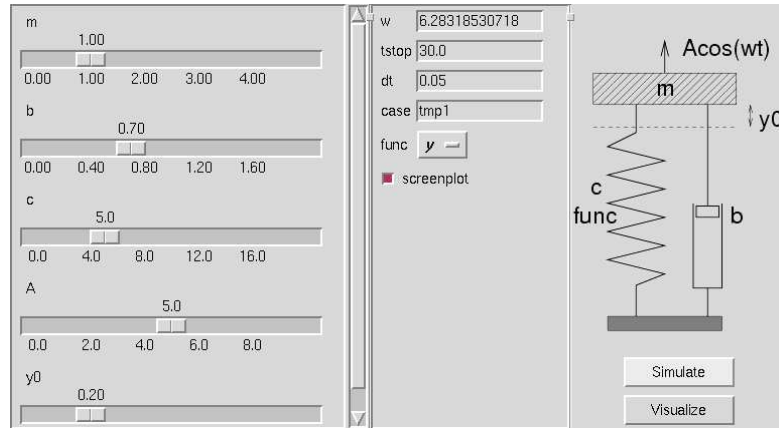 m
1.00
0.00 1.00 2.00 3.00 4.00
b
0.70
0.00 0.40 0.80 1.20 1.60
c
5.0
0.0 4.0 8.0 12.0 16.0
A
5.0
0.0 2.0 4.0 6.0 8.0
y0
0.20
w 6.28318530718
tstop 30.0
dt 0.05
case tmp1
func y
screenplot
Acos(wt)
m
y0
c
func
b
Simulate
Visualize